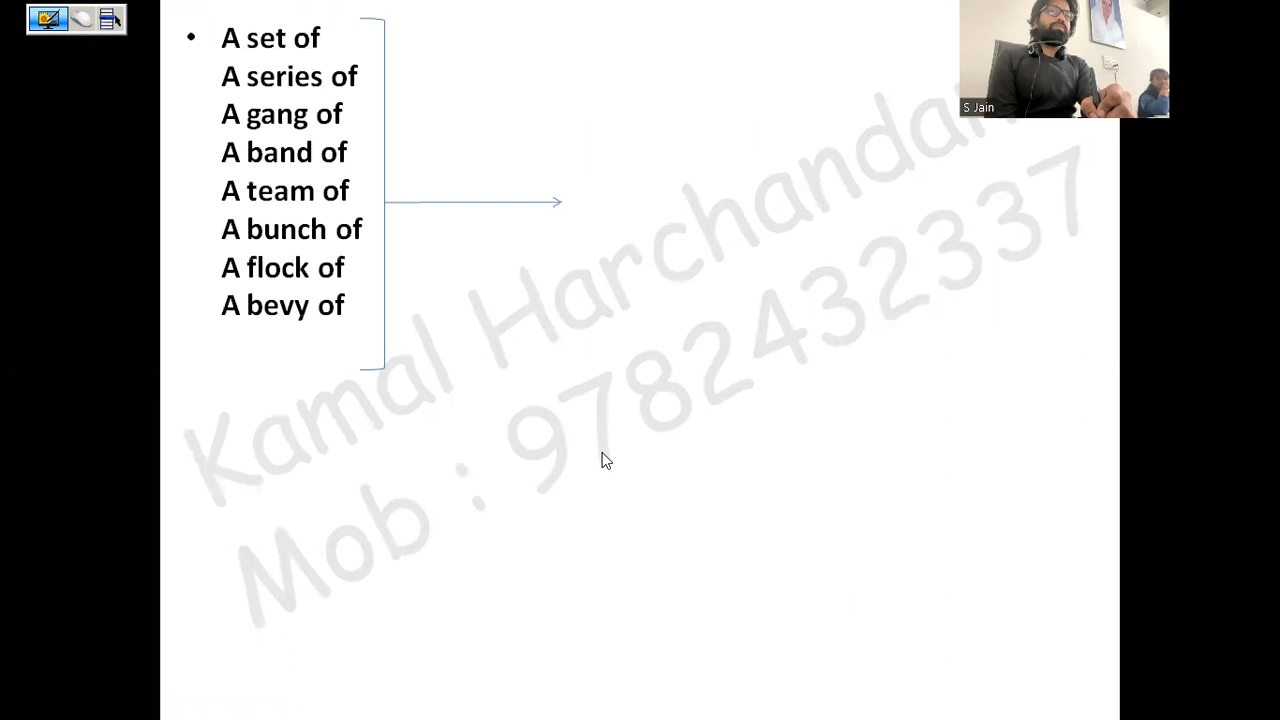 • A set of
A series of
A gang of
A band of
A team of
A bunch of
A flock of
A bevy of
S Jain
Kamal Harchandan
Mob : 9782432337